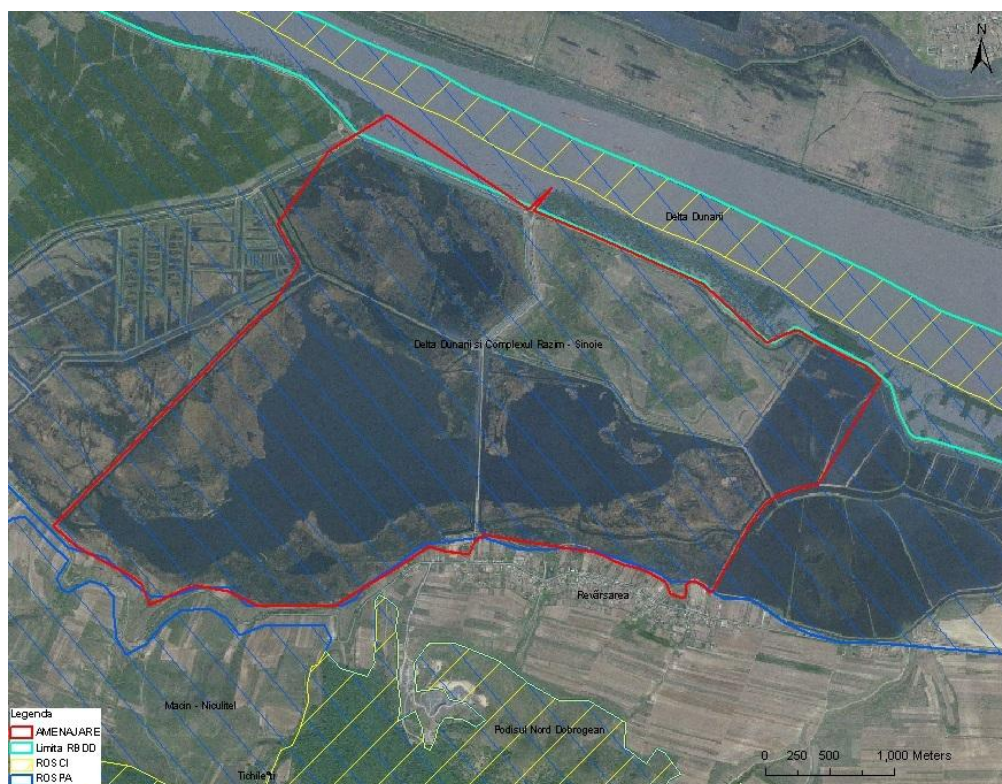 N
Delta Dunarii
Delta Dunarii si Complexul Razim - Sinoie
Revărsarea
Macin - Niculitel
Podisul Nord Dobrogean
Legenda
AMENAJARE
Limita RBDD
ROSCI
ROSPA
0 250 500 1,000 Meters